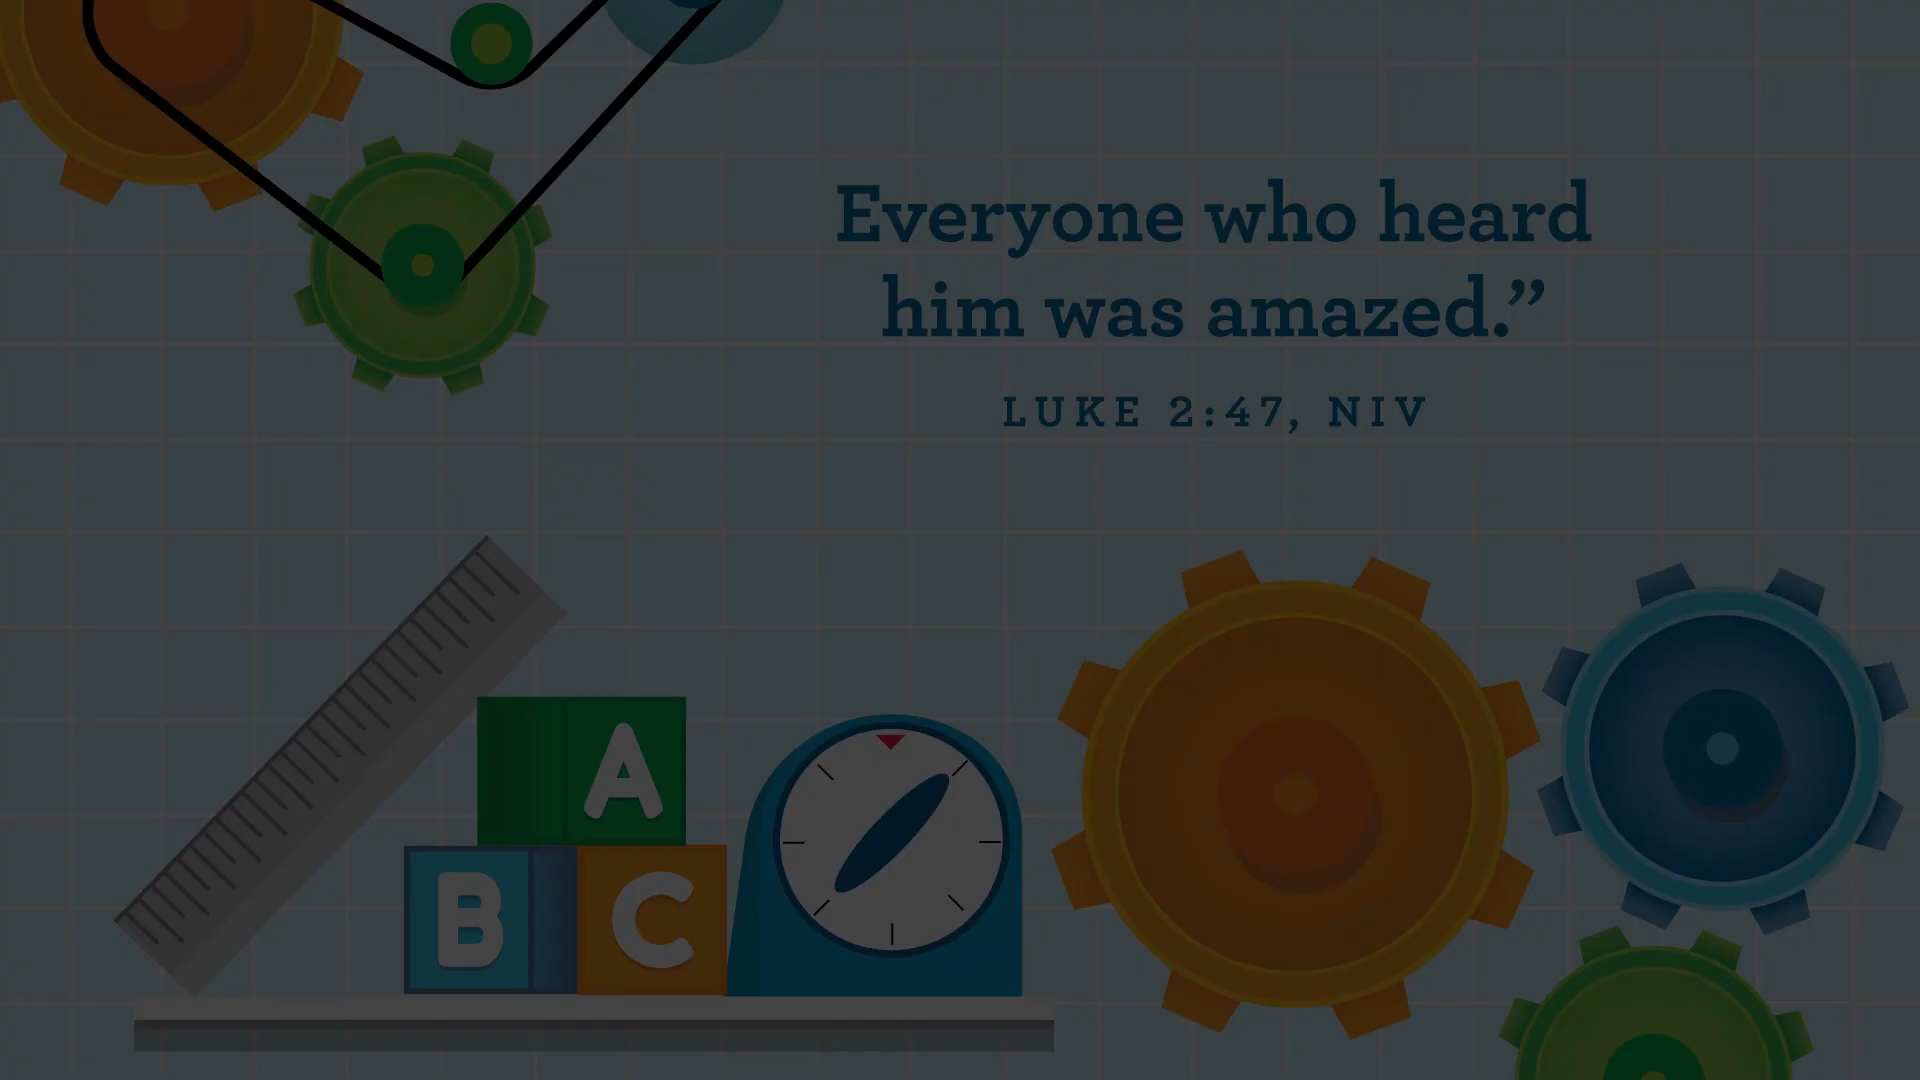 Everyone who heard
him was amazed.”
LUKE 2:47, NIV
A
B C